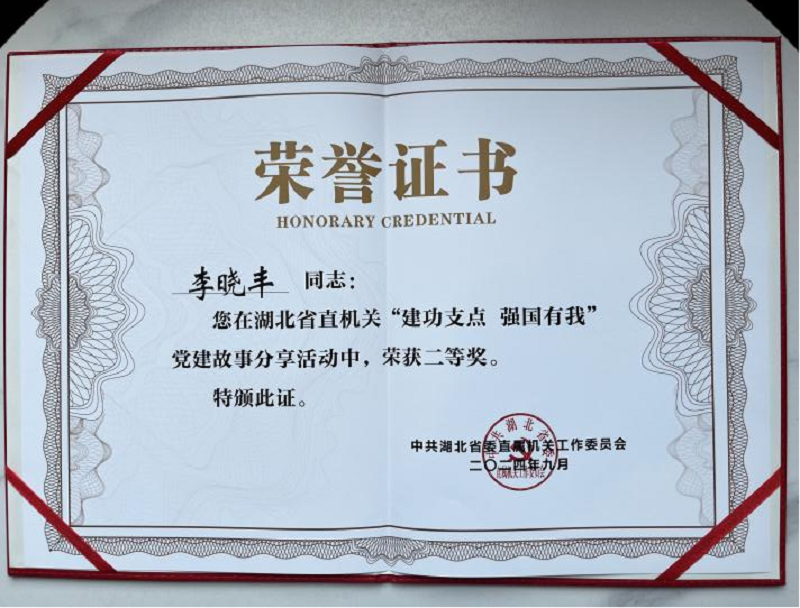 荣誉证书
HONORARY CREDENTIAL
李晓丰 同志：
您在湖北省直机关“建功支点 强国有我”
党建故事分享活动中，荣获二等奖。
特颁此证。
中共湖北省委直属机关工作委员会
二〇二四年九月